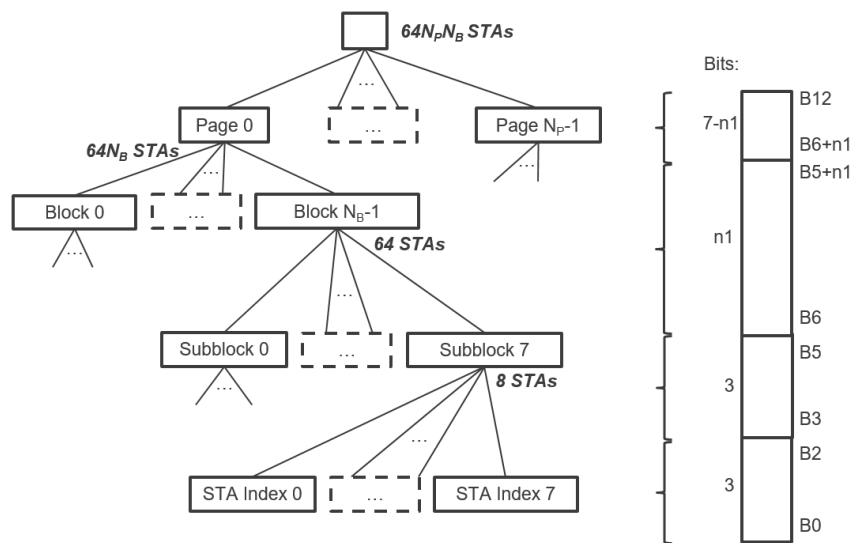 64NPNB STAs
Bits:
...
B12
Page 0
...
Page NP-1
7-n1
B6+n1
64NB STAs
...
...
B5+n1
Block 0
...
Block NB-1
n1
64 STAs
...
...
B6
Subblock 0
...
Subblock 7
B5
8 STAs
...
3
B3
...
B2
STA Index 0
...
STA Index 7
3
B0